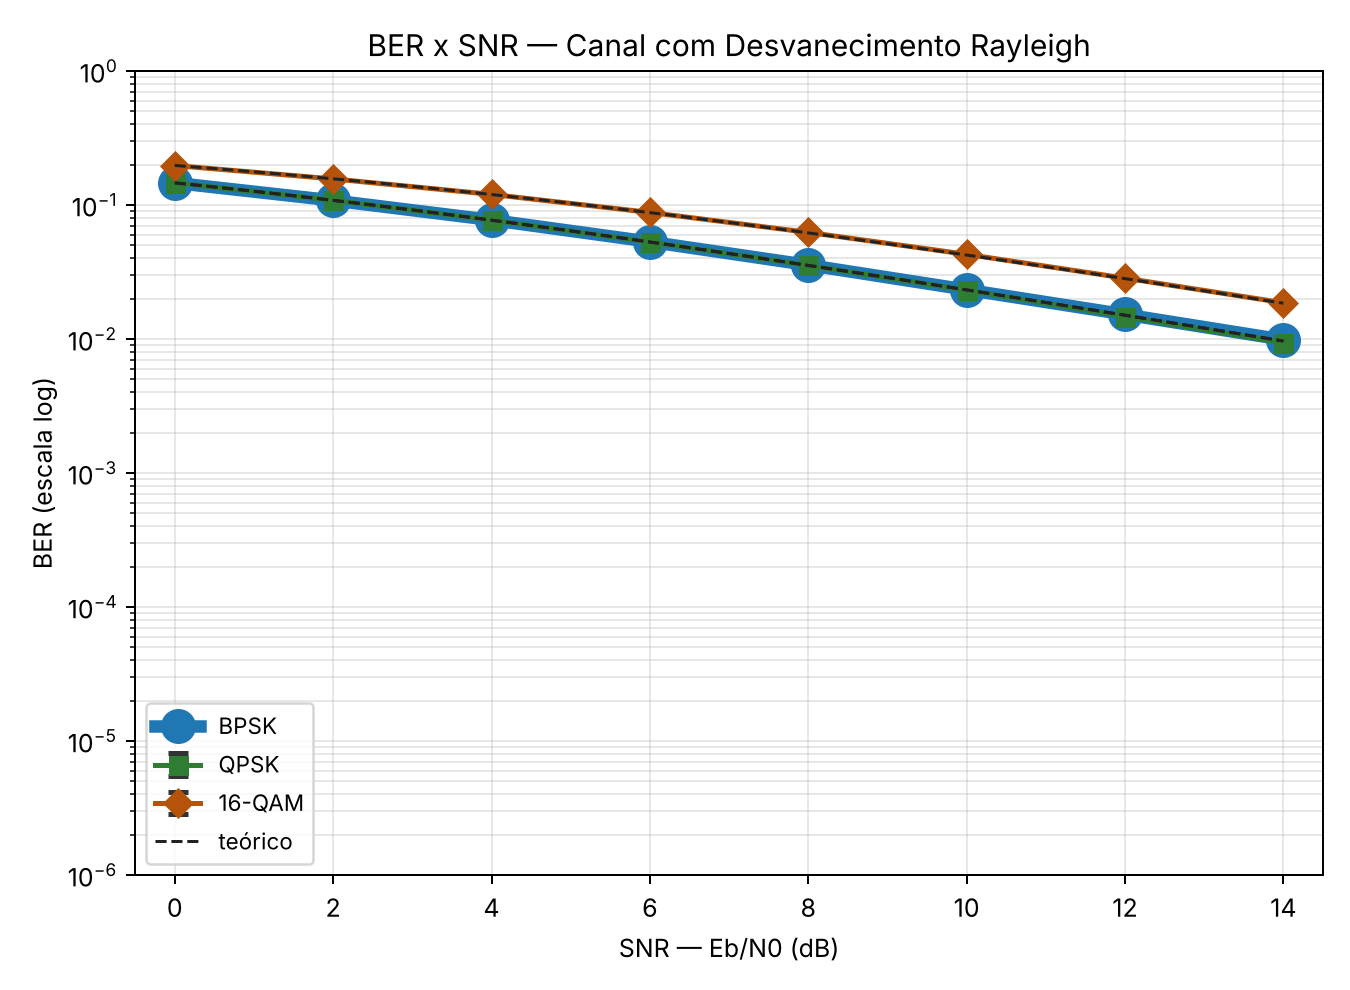 BER x SNR — Canal com Desvanecimento Rayleigh
10⁰
10⁻¹
10⁻²
10⁻³
10⁻⁴
10⁻⁵
10⁻⁶
BER (escala log)
BPSK
QPSK
16-QAM
teórico
0 2 4 6 8 10 12 14
SNR — Eb/N0 (dB)